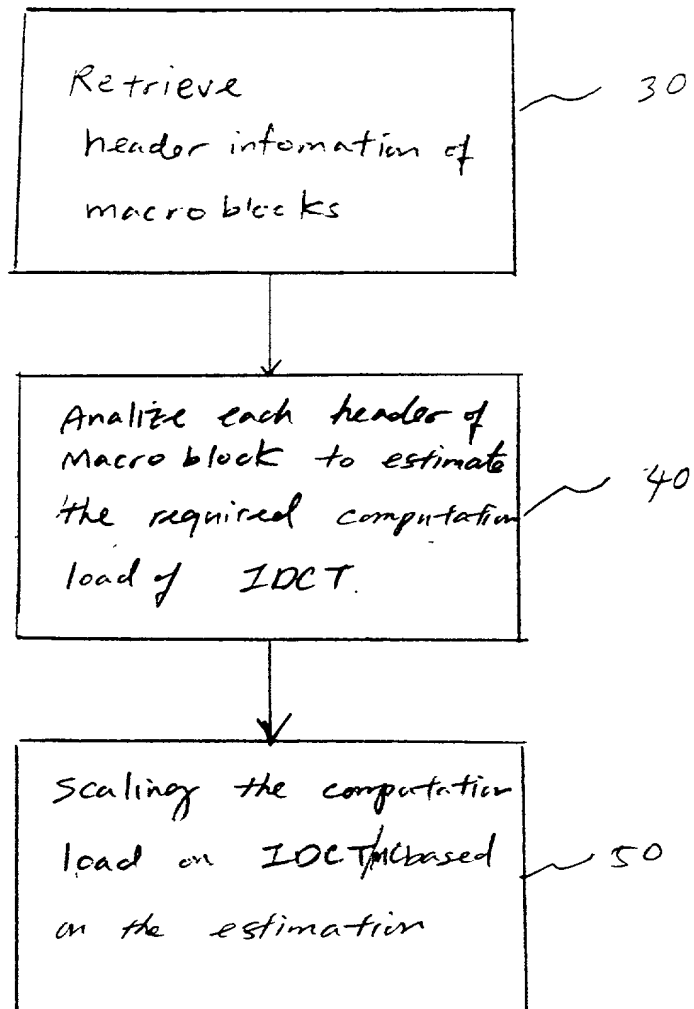 Retrieve
header infomation of
macro blocks
30
Analize each header of
Macro block to estimate
the required computation
load of IDCT.
40
Scaling the computation
load on IDCT/MC based
on the estimation
50